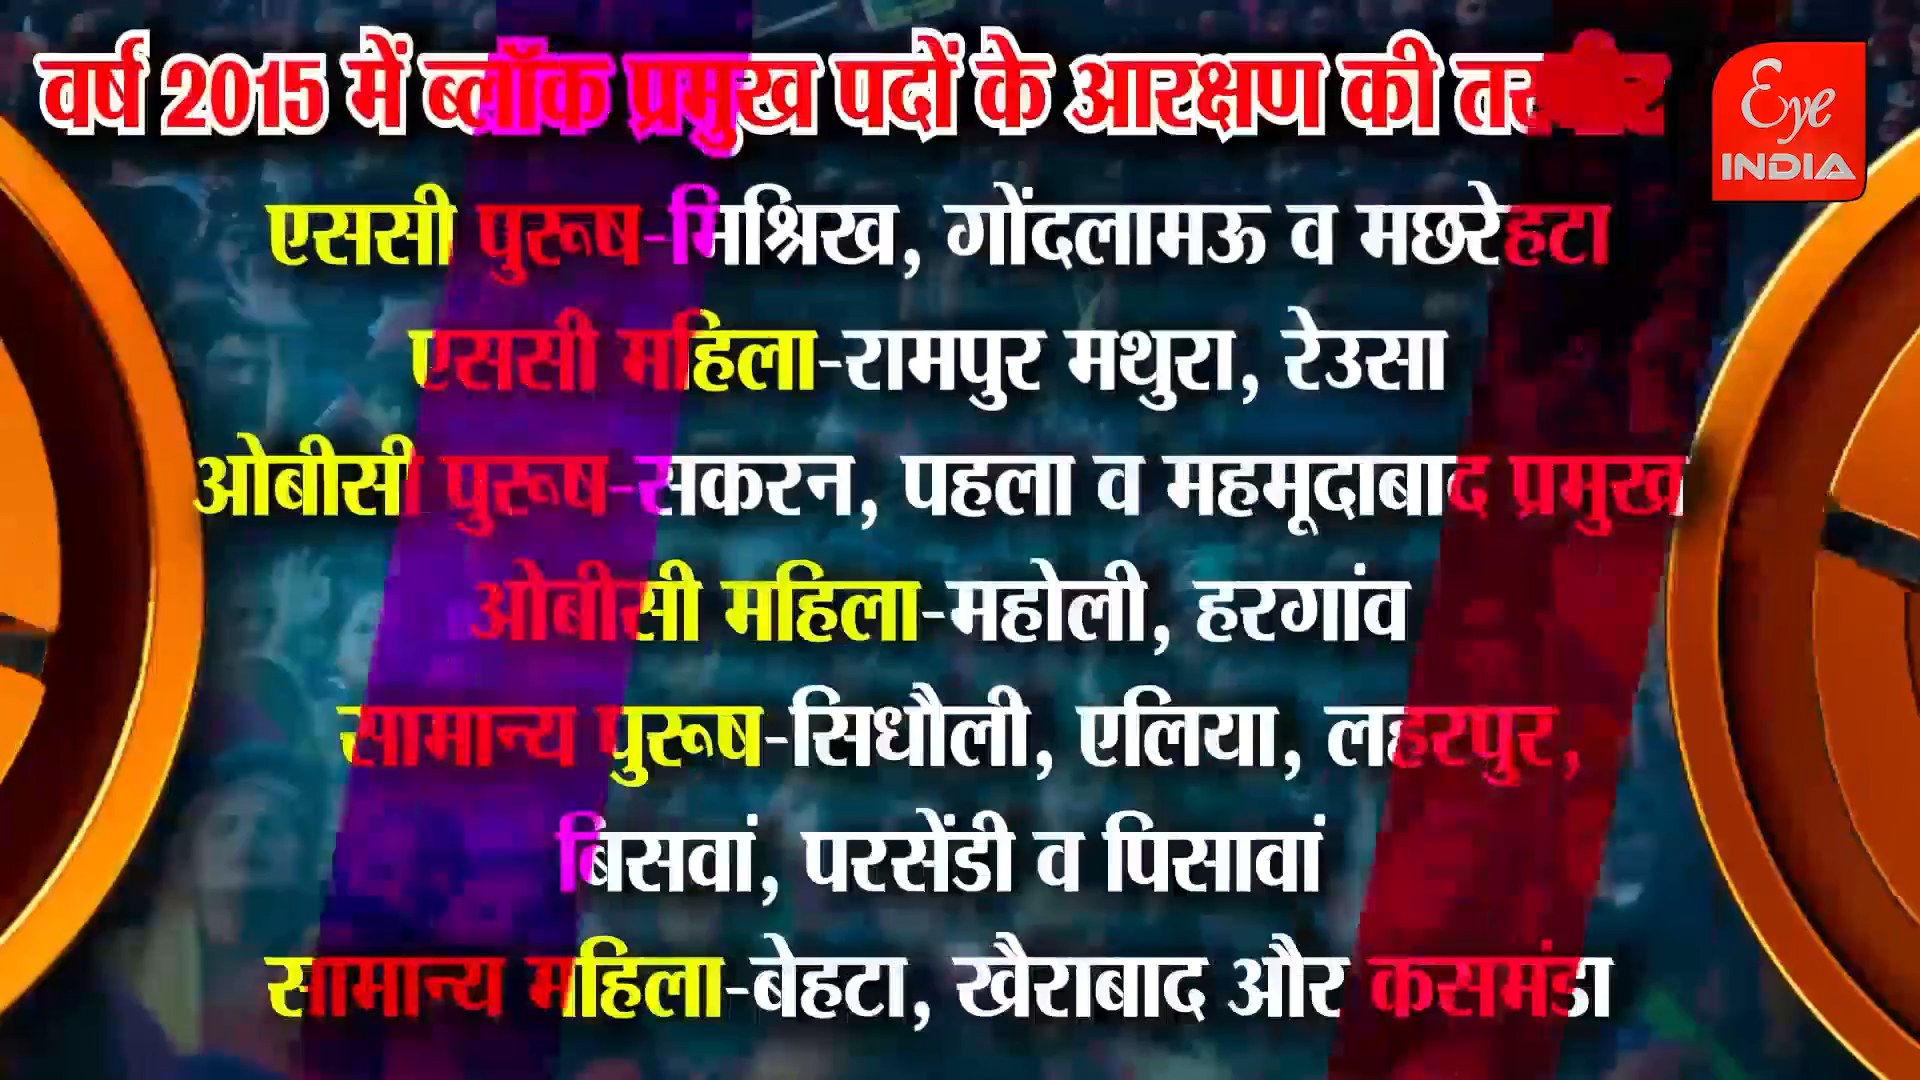 वर्ष 2015 में ब्लॉक प्रमुख पदों के आरक्षण की तस्वीर
Eye
INDIA
एससी पुरूष-मिश्रिख, गोंदलामऊ व मछरेहटा
एससी महिला-रामपुर मथुरा, रेउसा
ओबीसी पुरूष-सकरन, पहला व महमूदाबाद प्रमुख
ओबीसी महिला-महोली, हरगांव
सामान्य पुरूष-सिधौली, एलिया, लहरपुर,
बिसवां, परसेंडी व पिसावां
सामान्य महिला-बेहटा, खैराबाद और कसमंडा